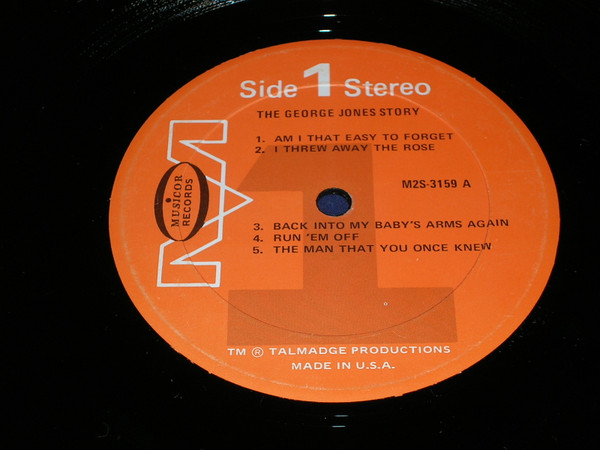 Side 1 Stereo
THE GEORGE JONES STORY
1. AM I THAT EASY TO FORGET
2. I THREW AWAY THE ROSE
M2S-3159 A
MUSICOR
RECORDS
3. BACK INTO MY BABY'S ARMS AGAIN
4. RUN 'EM OFF
5. THE MAN THAT YOU ONCE KNEW
TM ® TALMADGE PRODUCTIONS
MADE IN U.S.A.